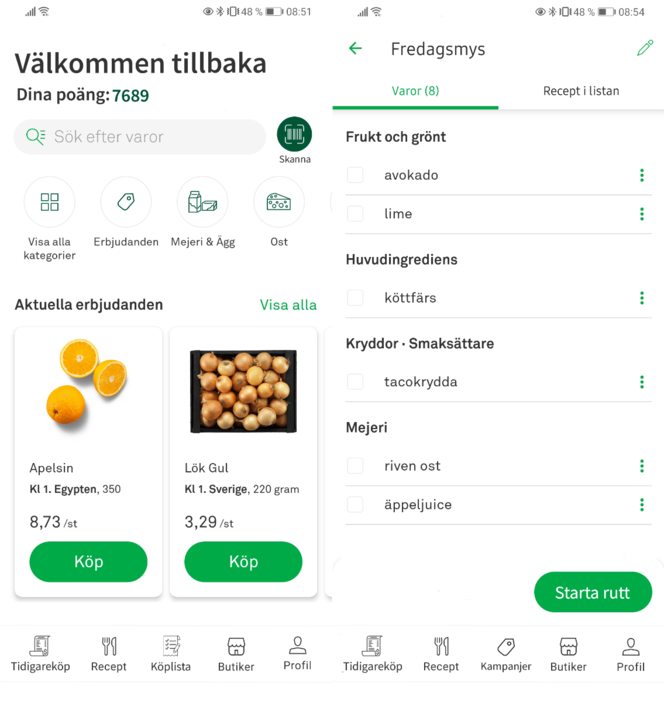 48 % 08:51
Välkommen tillbaka
Dina poäng: 7689
Sök efter varor
Skanna
Visa alla kategorier
Erbjudanden
Mejeri & Ägg
Ost
Aktuella erbjudanden
Visa alla
Apelsin
Kl 1. Egypten, 350
8,73 /st
Köp
Lök Gul
Kl 1. Sverige, 220 gram
3,29 /st
Köp
Tidigareköp
Recept
Köplista
Butiker
Profil
48 % 08:54
Fredagsmys
Varor (8)
Recept i listan
Frukt och grönt
avokado
lime
Huvudingrediens
köttfärs
Kryddor · Smaksättare
tacokrydda
Mejeri
riven ost
äppeljuice
Starta rutt
Tidigareköp
Recept
Kampanjer
Butiker
Profil